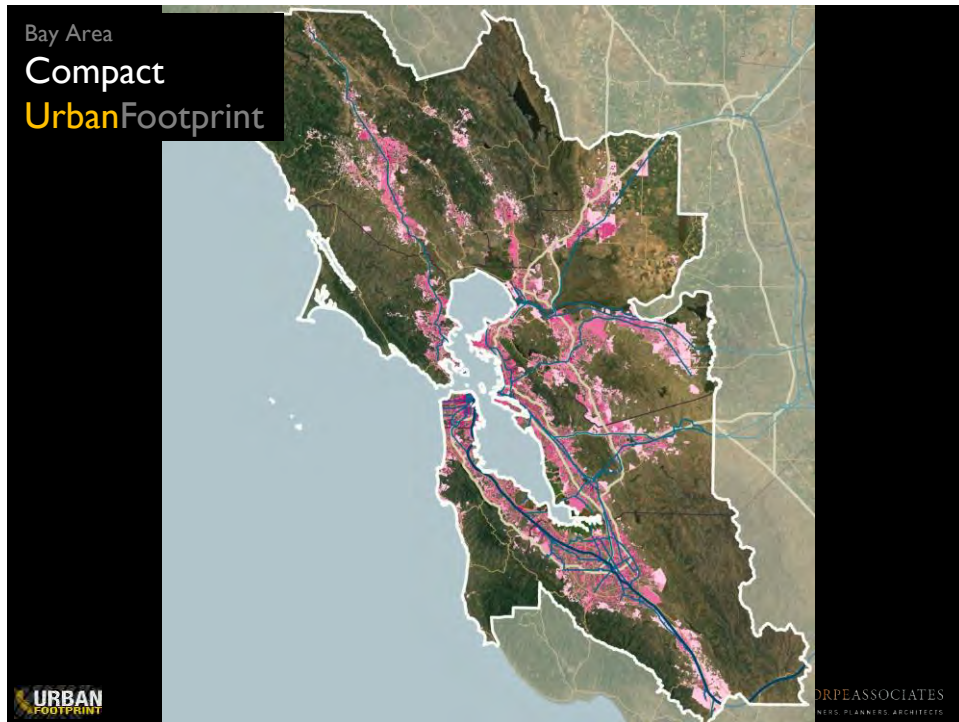 Bay Area
Compact
UrbanFootprint
URBAN
FOOTPRINT
ORPEASSOCIATES
NERS. PLANNERS. ARCHITECTS